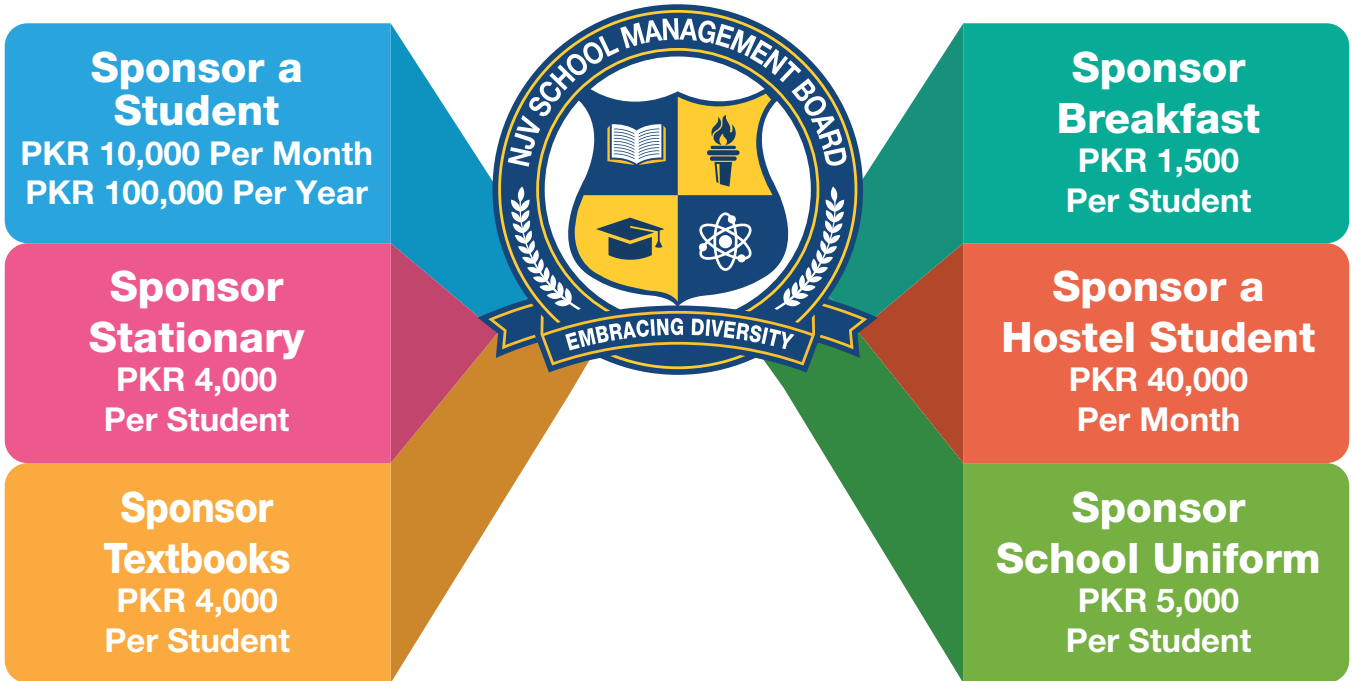 Sponsor a
Student
PKR 10,000 Per Month
PKR 100,000 Per Year
Sponsor
Stationary
PKR 4,000
Per Student
Sponsor
Textbooks
PKR 4,000
Per Student
NJV SCHOOL MANAGEMENT BOARD
EMBRACING DIVERSITY
Sponsor
Breakfast
PKR 1,500
Per Student
Sponsor a
Hostel Student
PKR 40,000
Per Month
Sponsor
School Uniform
PKR 5,000
Per Student